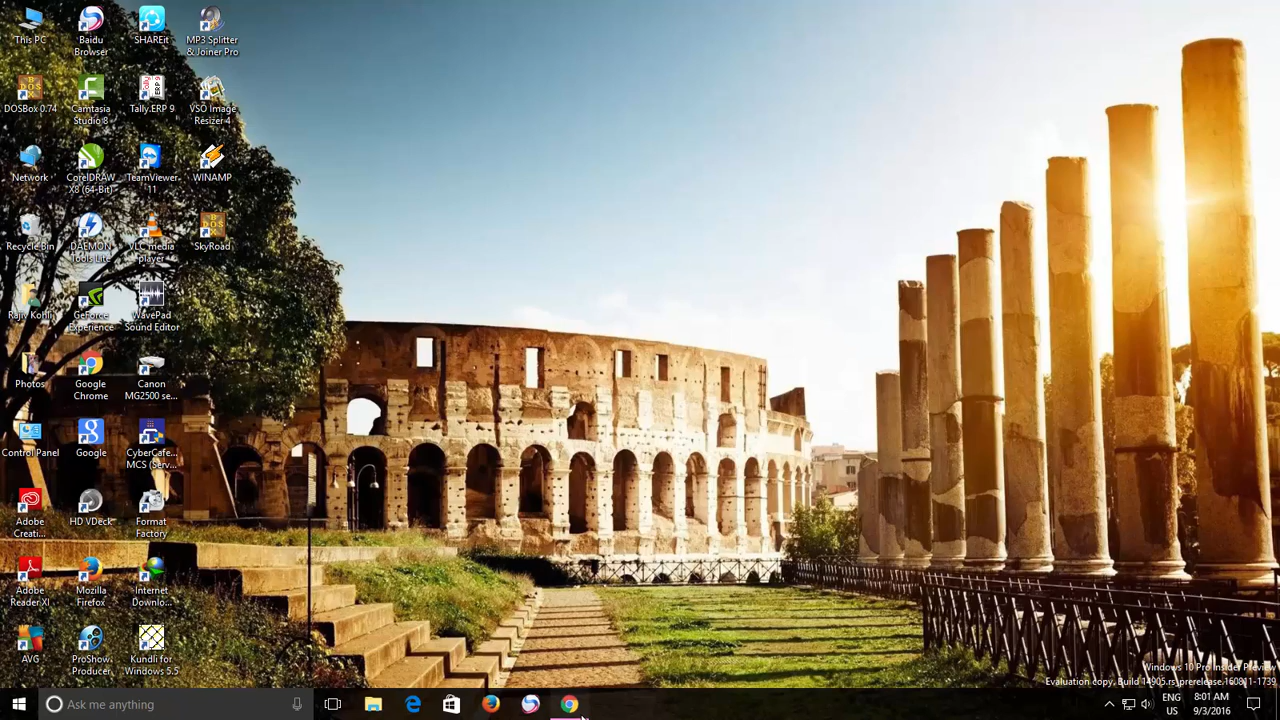 This PC
Baidu
Browser
SHAREit
MP3 Splitter
& Joiner Pro
DOSBox 0.74
Camtasia
Studio 8
Tally.ERP 9
VSO Image
Resizer 4
Network
CorelDRAW
X8 (64-Bit)
TeamViewer
11
WINAMP
Recycle Bin
DAEMON
Tools Lite
VLC media
player
SkyRoad
Rajiv Kohli
GeForce
Experience
WavePad
Sound Editor
Photos
Google
Chrome
Canon
MG2500 se...
Control Panel
Google
CyberCafe...
MCS (Serv...
Adobe
Creati...
HD VDeck
Format
Factory
Adobe
Reader XI
Mozilla
Firefox
Internet
Downlo...
AVG
ProShow
Producer
Kundli for
Windows 5.5
Windows 10 Pro Insider Preview
Evaluation copy. Build 14905.rs_prerelease.160811-1739
Ask me anything
ENG
US
8:01 AM
9/3/2016